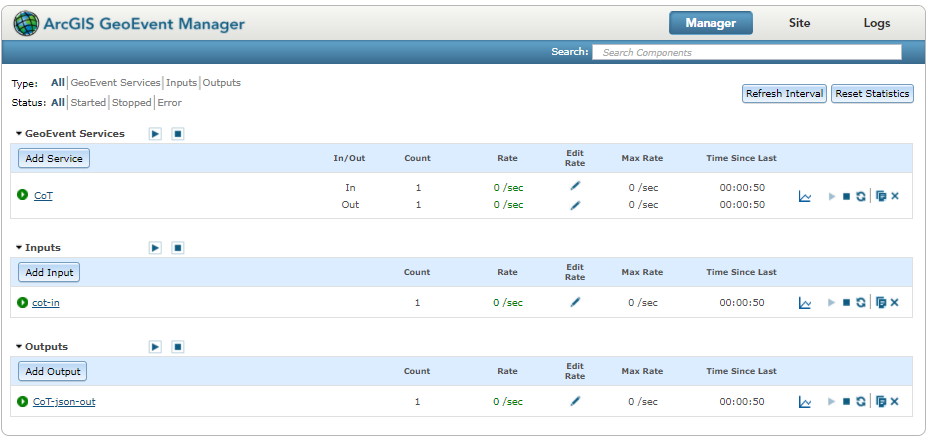 ArcGIS GeoEvent Manager Manager Site Logs
Search: Search Components
Type: All GeoEvent Services Inputs Outputs
Status: All Started Stopped Error
Refresh Interval Reset Statistics
GeoEvent Services
Add Service In/Out Count Rate Edit Rate Max Rate Time Since Last
CoT
In 1 0 /sec 0 /sec 00:00:50
Out 1 0 /sec 0 /sec 00:00:50
Inputs
Add Input Count Rate Edit Rate Max Rate Time Since Last
cot-in 1 0 /sec 0 /sec 00:00:50
Outputs
Add Output Count Rate Edit Rate Max Rate Time Since Last
CoT-json-out 1 0 /sec 0 /sec 00:00:50